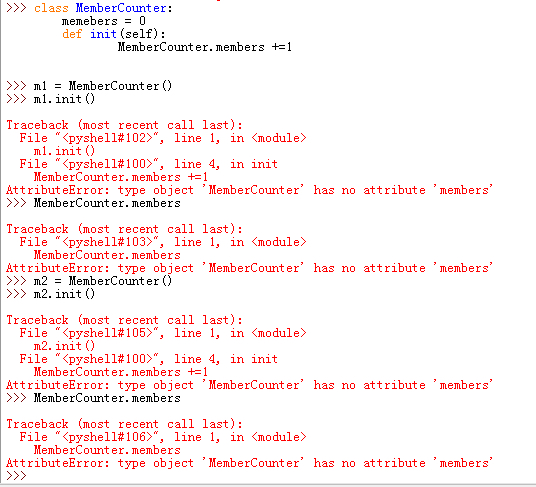 >>> class MemberCounter:
        memebers = 0
        def init(self):
                MemberCounter.members +=1
>>> m1 = MemberCounter()
>>> m1.init()
Traceback (most recent call last):
  File "<pyshell#102>", line 1, in <module>
    m1.init()
  File "<pyshell#100>", line 4, in init
    MemberCounter.members +=1
AttributeError: type object 'MemberCounter' has no attribute 'members'
>>> MemberCounter.members
Traceback (most recent call last):
  File "<pyshell#103>", line 1, in <module>
    MemberCounter.members
AttributeError: type object 'MemberCounter' has no attribute 'members'
>>> m2 = MemberCounter()
>>> m2.init()
Traceback (most recent call last):
  File "<pyshell#105>", line 1, in <module>
    m2.init()
  File "<pyshell#100>", line 4, in init
    MemberCounter.members +=1
AttributeError: type object 'MemberCounter' has no attribute 'members'
>>> MemberCounter.members
Traceback (most recent call last):
  File "<pyshell#106>", line 1, in <module>
    MemberCounter.members
AttributeError: type object 'MemberCounter' has no attribute 'members'
>>>